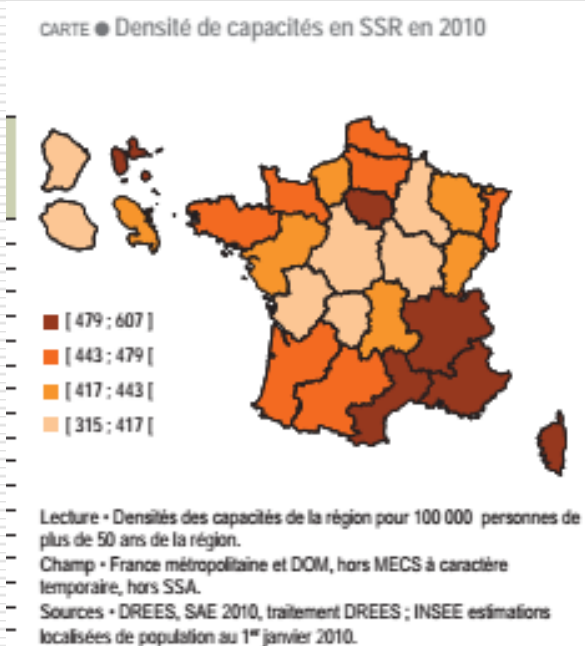 CARTE ● Densité de capacités en SSR en 2010
[ 479 ; 607 ]
[ 443 ; 479 [
[ 417 ; 443 [
[ 315 ; 417 [
Lecture • Densités des capacités de la région pour 100 000 personnes de
plus de 50 ans de la région.
Champ • France métropolitaine et DOM, hors MECS à caractère
temporaire, hors SSA.
Sources • DREES, SAE 2010, traitement DREES ; INSEE estimations
localisées de population au 1er janvier 2010.